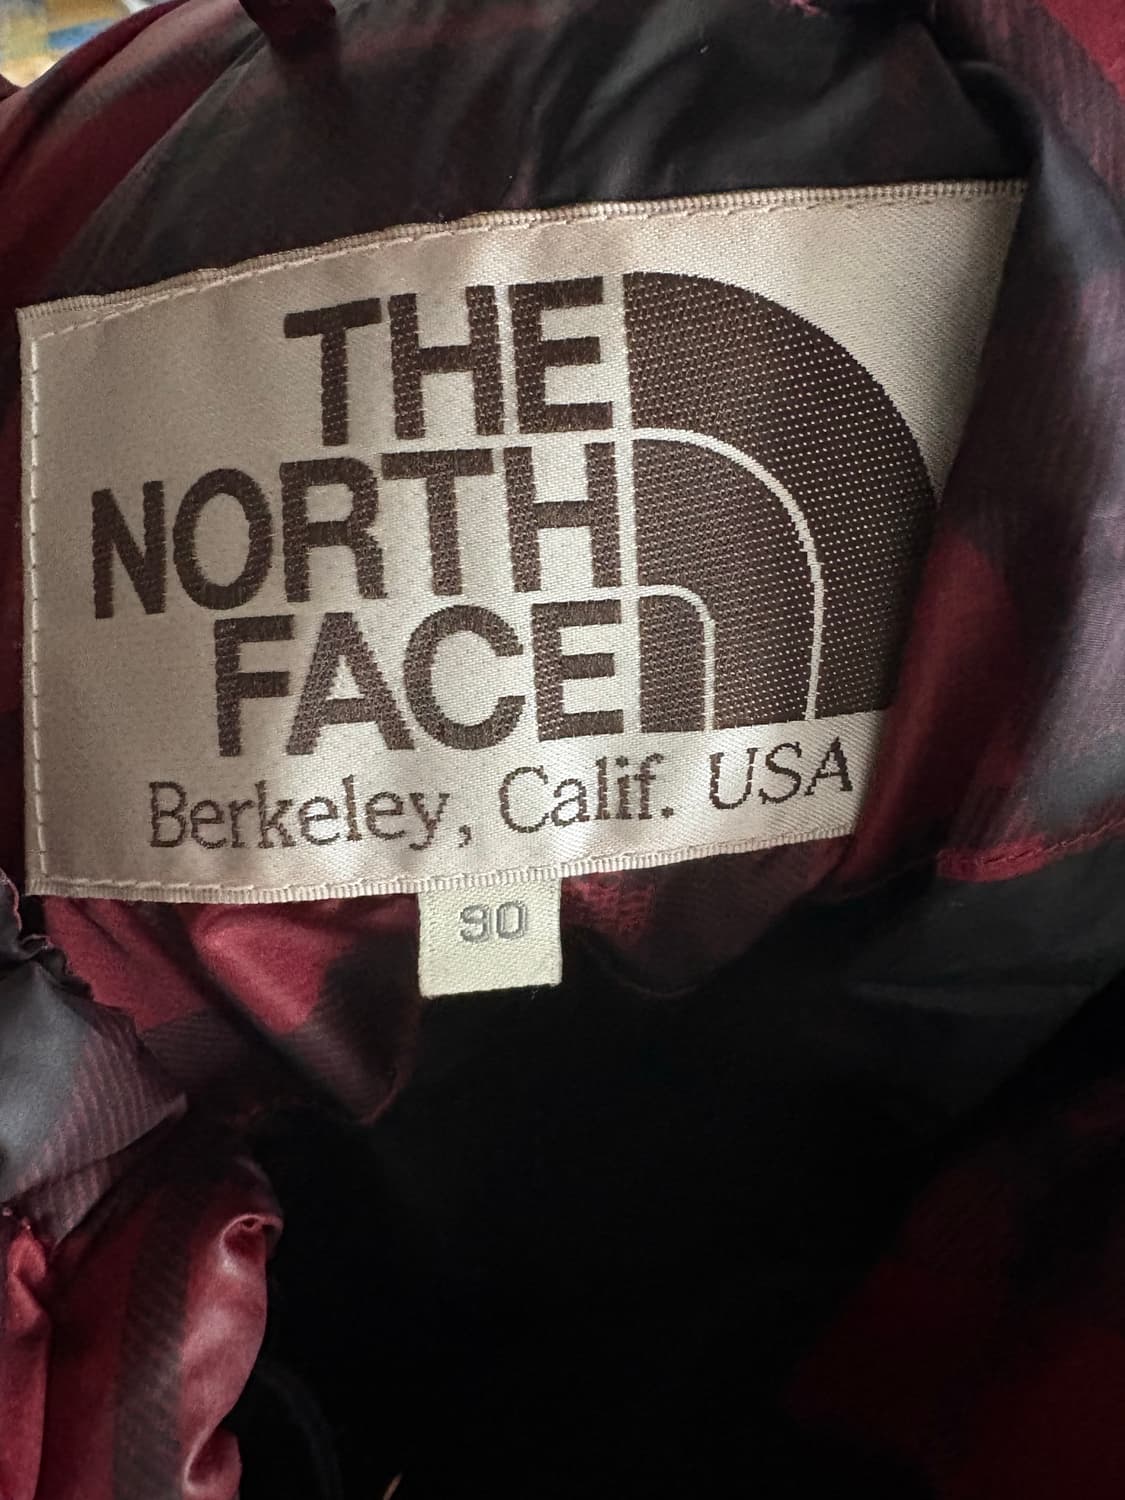 THE
NORTH
FACE
Berkeley, Calif. USA
90